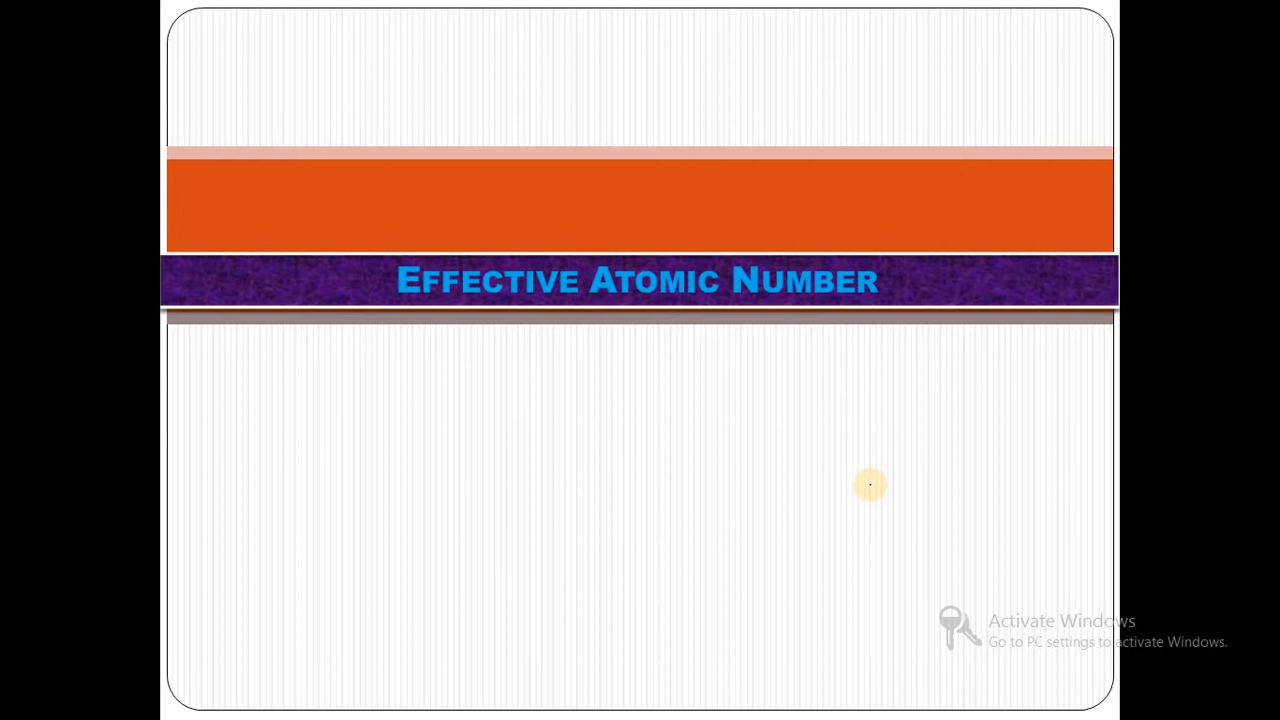 EFFECTIVE ATOMIC NUMBER
Activate Windows
Go to PC settings to activate Windows.